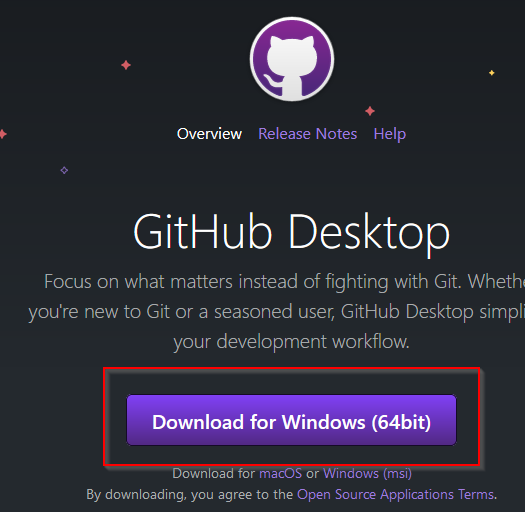 Overview Release Notes Help
GitHub Desktop
Focus on what matters instead of fighting with Git.
you're new to Git or a seasoned user, GitHub Desktop
your development workflow.
Download for Windows (64bit)
Download for macOS or Windows (msi)
By downloading, you agree to the Open Source Applications Terms.